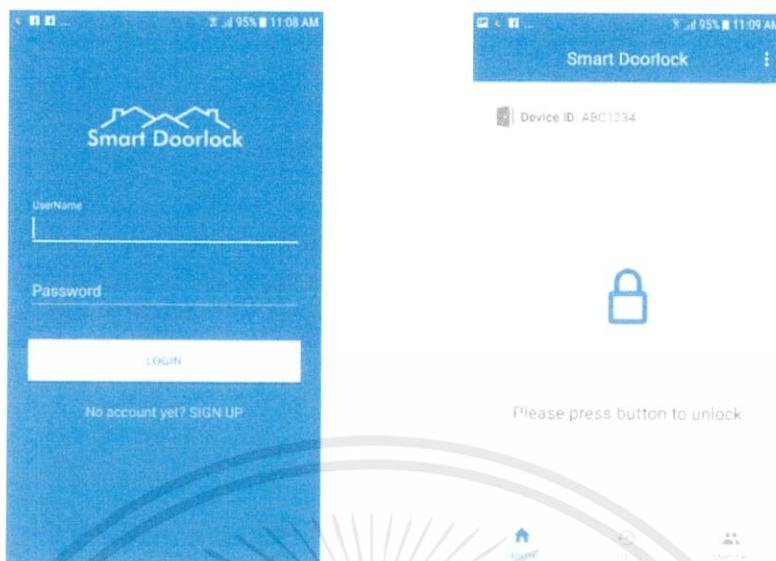 ... 95% 11:08 AM
Smart Doorlock
UserName
Password
LOGIN
No account yet? SIGN UP
... 95% 11:09 AM
Smart Doorlock
Device ID: ABC1234
Please press button to unlock